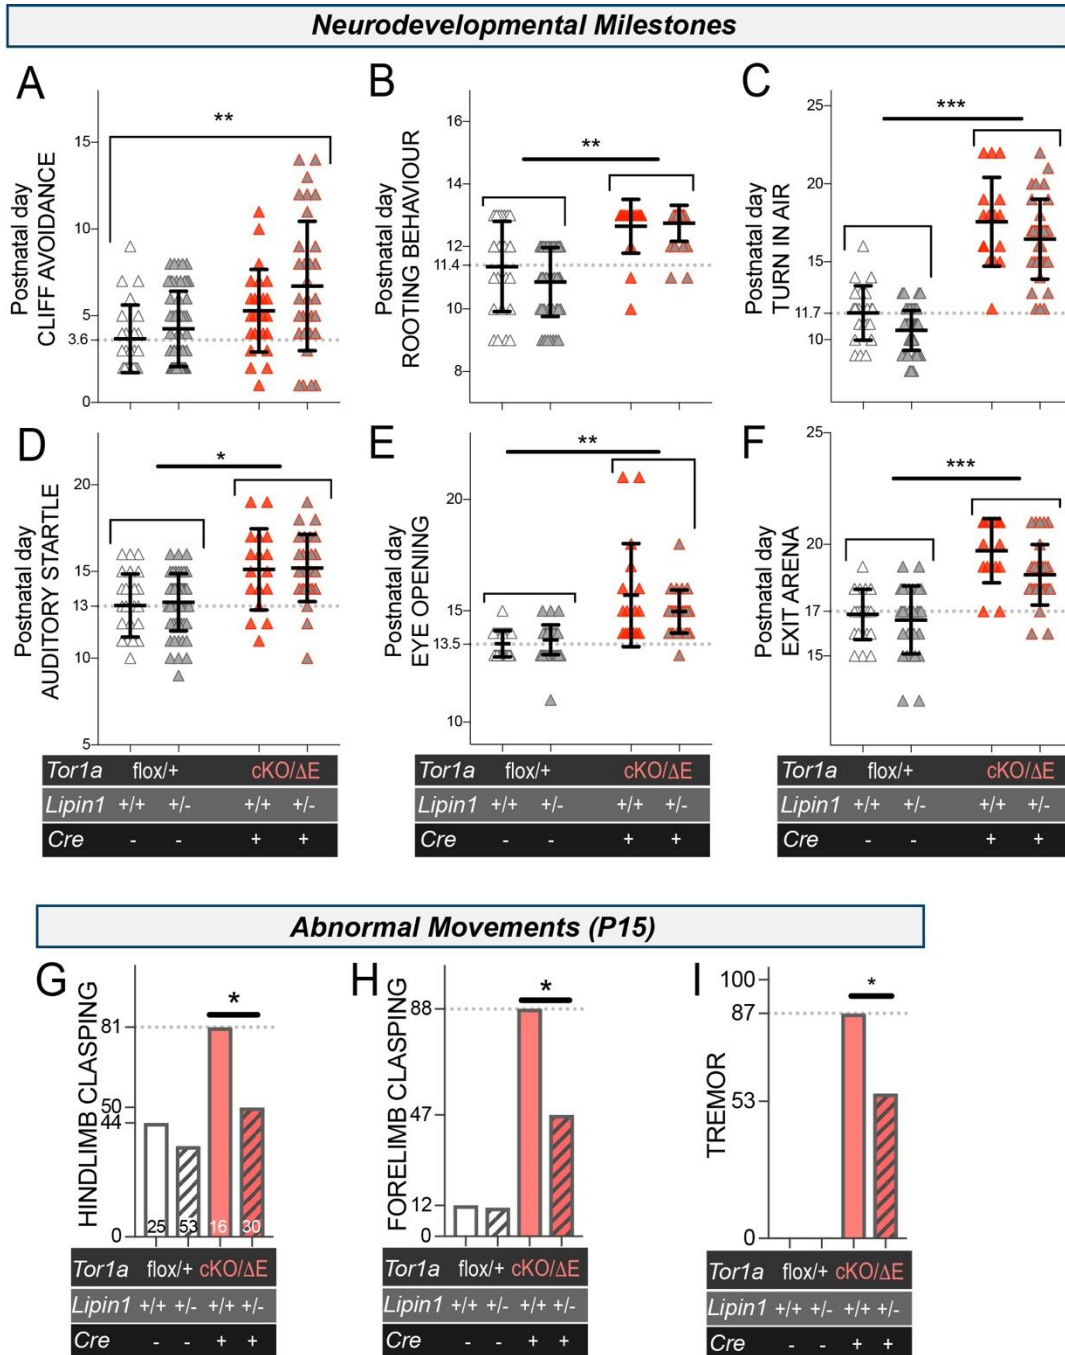 Neurodevelopmental Milestones
A
Postnatal day
CLIFF AVOIDANCE
15
10
5
3.6
0
**
B
Postnatal day
ROOTING BEHAVIOUR
16
14
12
11.4
10
8
**
C
Postnatal day
TURN IN AIR
25
20
15
11.7
10
***
D
Postnatal day
AUDITORY STARTLE
20
15
13
10
5
*
E
Postnatal day
EYE OPENING
20
15
13.5
10
**
F
Postnatal day
EXIT ARENA
25
20
17
15
***
Tor1a flox/+ cKO/ΔE
Lipin1 +/+ +/- +/+ +/-
Cre - - + +
Tor1a flox/+ cKO/ΔE
Lipin1 +/+ +/- +/+ +/-
Cre - - + +
Tor1a flox/+ cKO/ΔE
Lipin1 +/+ +/- +/+ +/-
Cre - - + +
Abnormal Movements (P15)
G
HINDLIMB CLASPING
81
50
44
0
*
25 53 16 30
H
FORELIMB CLASPING
88
47
12
0
*
I
TREMOR
100
87
53
0
*
Tor1a flox/+ cKO/ΔE
Lipin1 +/+ +/- +/+ +/-
Cre - - + +
Tor1a flox/+ cKO/ΔE
Lipin1 +/+ +/- +/+ +/-
Cre - - + +
Tor1a flox/+ cKO/ΔE
Lipin1 +/+ +/- +/+ +/-
Cre - - + +